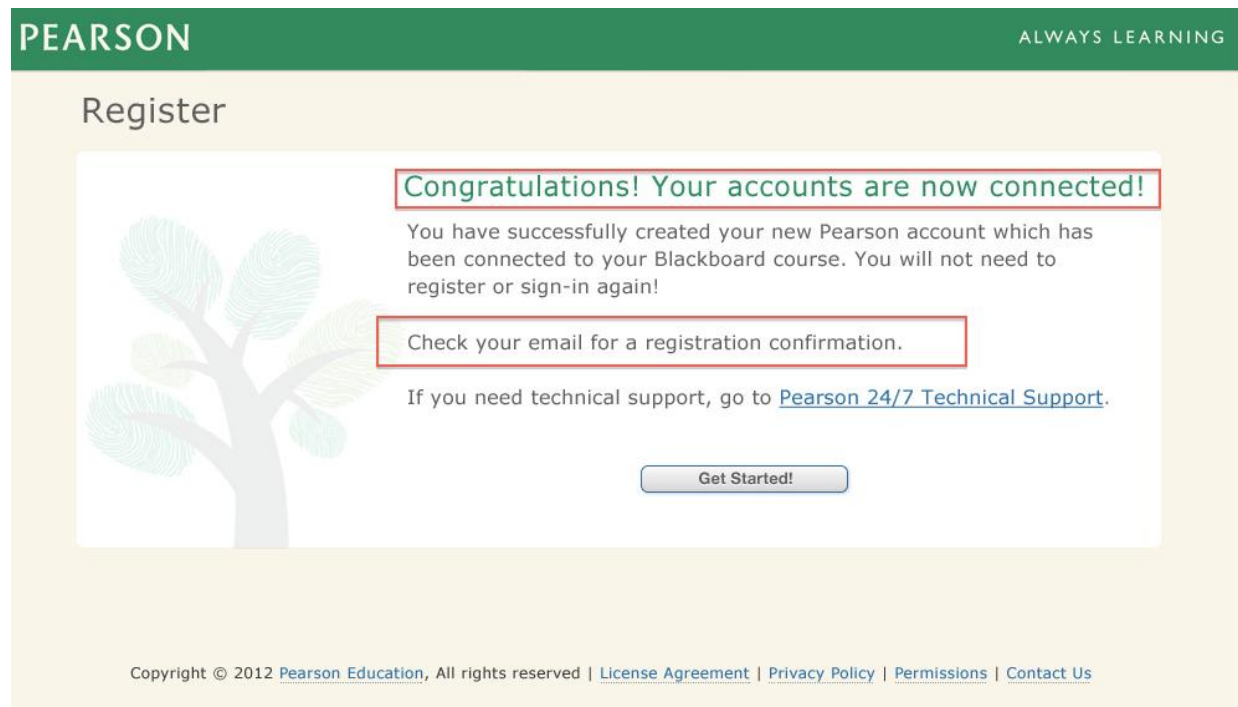 PEARSON
ALWAYS LEARNING
Register
Congratulations! Your accounts are now connected!
You have successfully created your new Pearson account which has
been connected to your Blackboard course. You will not need to
register or sign-in again!
Check your email for a registration confirmation.
If you need technical support, go to Pearson 24/7 Technical Support.
Get Started!
Copyright © 2012 Pearson Education, All rights reserved | License Agreement | Privacy Policy | Permissions | Contact Us